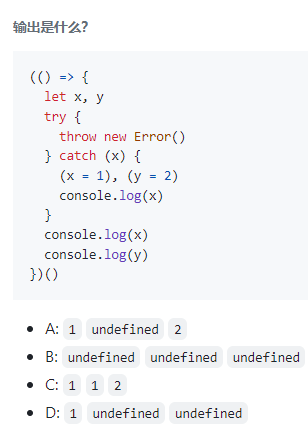 输出是什么?
(() => {
  let x, y
  try {
    throw new Error()
  } catch (x) {
    (x = 1), (y = 2)
    console.log(x)
  }
  console.log(x)
  console.log(y)
})()
• A: 1 undefined 2
• B: undefined undefined undefined
• C: 1 1 2
• D: 1 undefined undefined